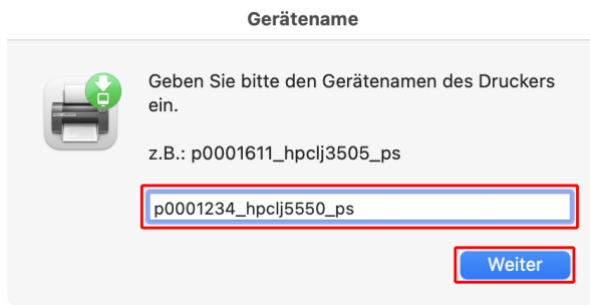 Gerätename
Geben Sie bitte den Gerätenamen des Druckers
ein.
z.B.: p0001611_hpclj3505_ps
p0001234_hpclj5550_ps
Weiter